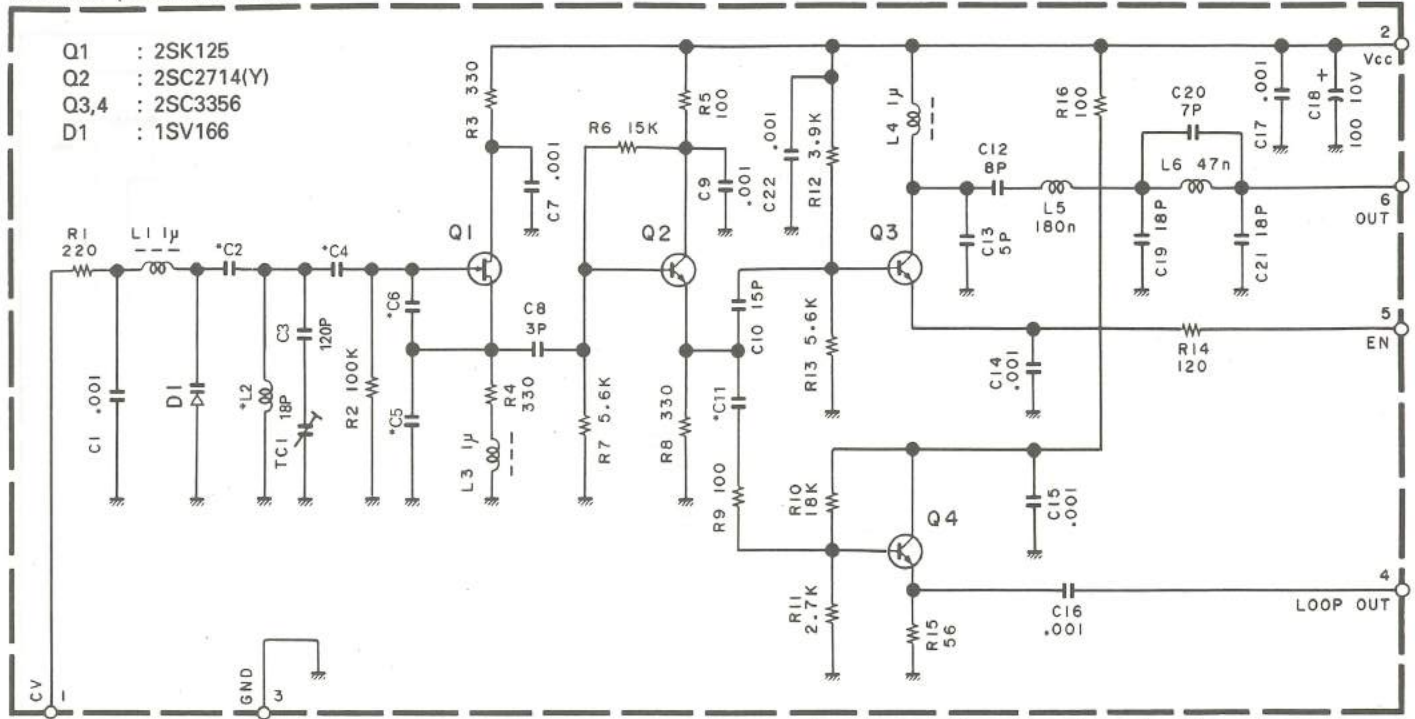 Q1 : 2SK125
Q2 : 2SC2714(Y)
Q3,4 : 2SC3356
D1 : 1SV166
2
Vcc
R3 330
R5 100
R6 15K
C7 .001
C9 .001
C22 .001
R12 3.9K
L4 1μ
R16 100
C17 .001
C18 + 100 10V
C20
7P
L6 47n
C12
8P
L5
180n
C13 5P
C19 18P
C21 18P
6
OUT
R1
220
L1 1μ
*C2
*C4
Q1
Q2
Q3
*C6
C8
3P
C10 15P
R13 5.6K
C14 .001
R14
120
5
EN
C1 .001
D1
*L2
C3 120P
TC1 18P
R2 100K
*C5
R4 330
L3 1μ
R7 5.6K
R8 330
*C11
R9 100
R10 18K
C15 .001
Q4
R11 2.7K
R15 56
C16
.001
4
LOOP OUT
CV 1
GND 3